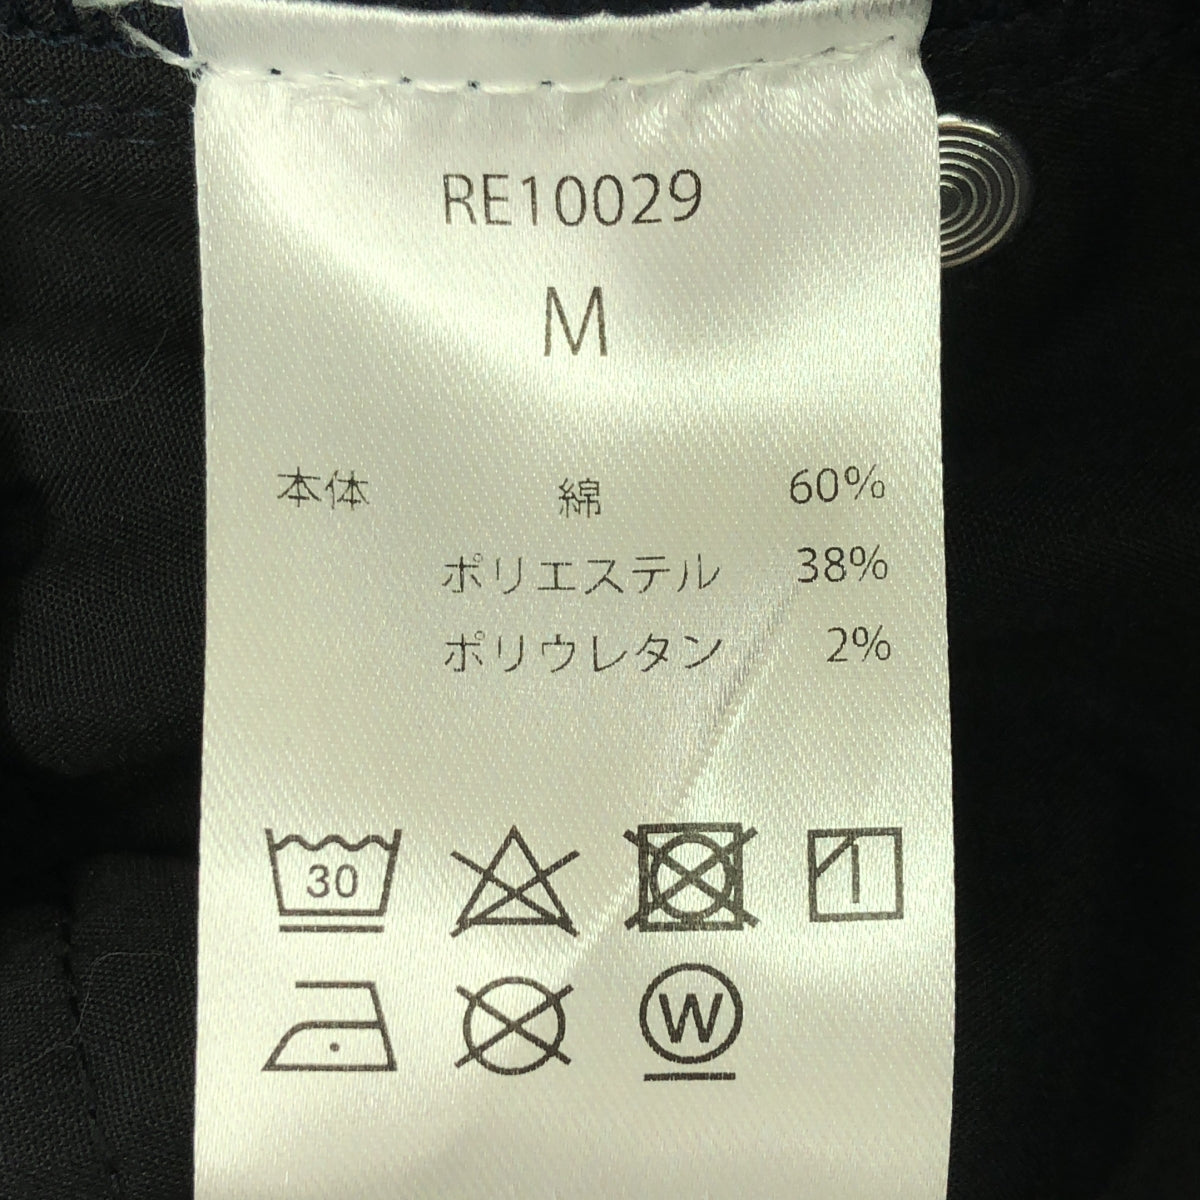 RE10029
M
本体 綿 60%
ポリエステル 38%
ポリウレタン 2%
30
W